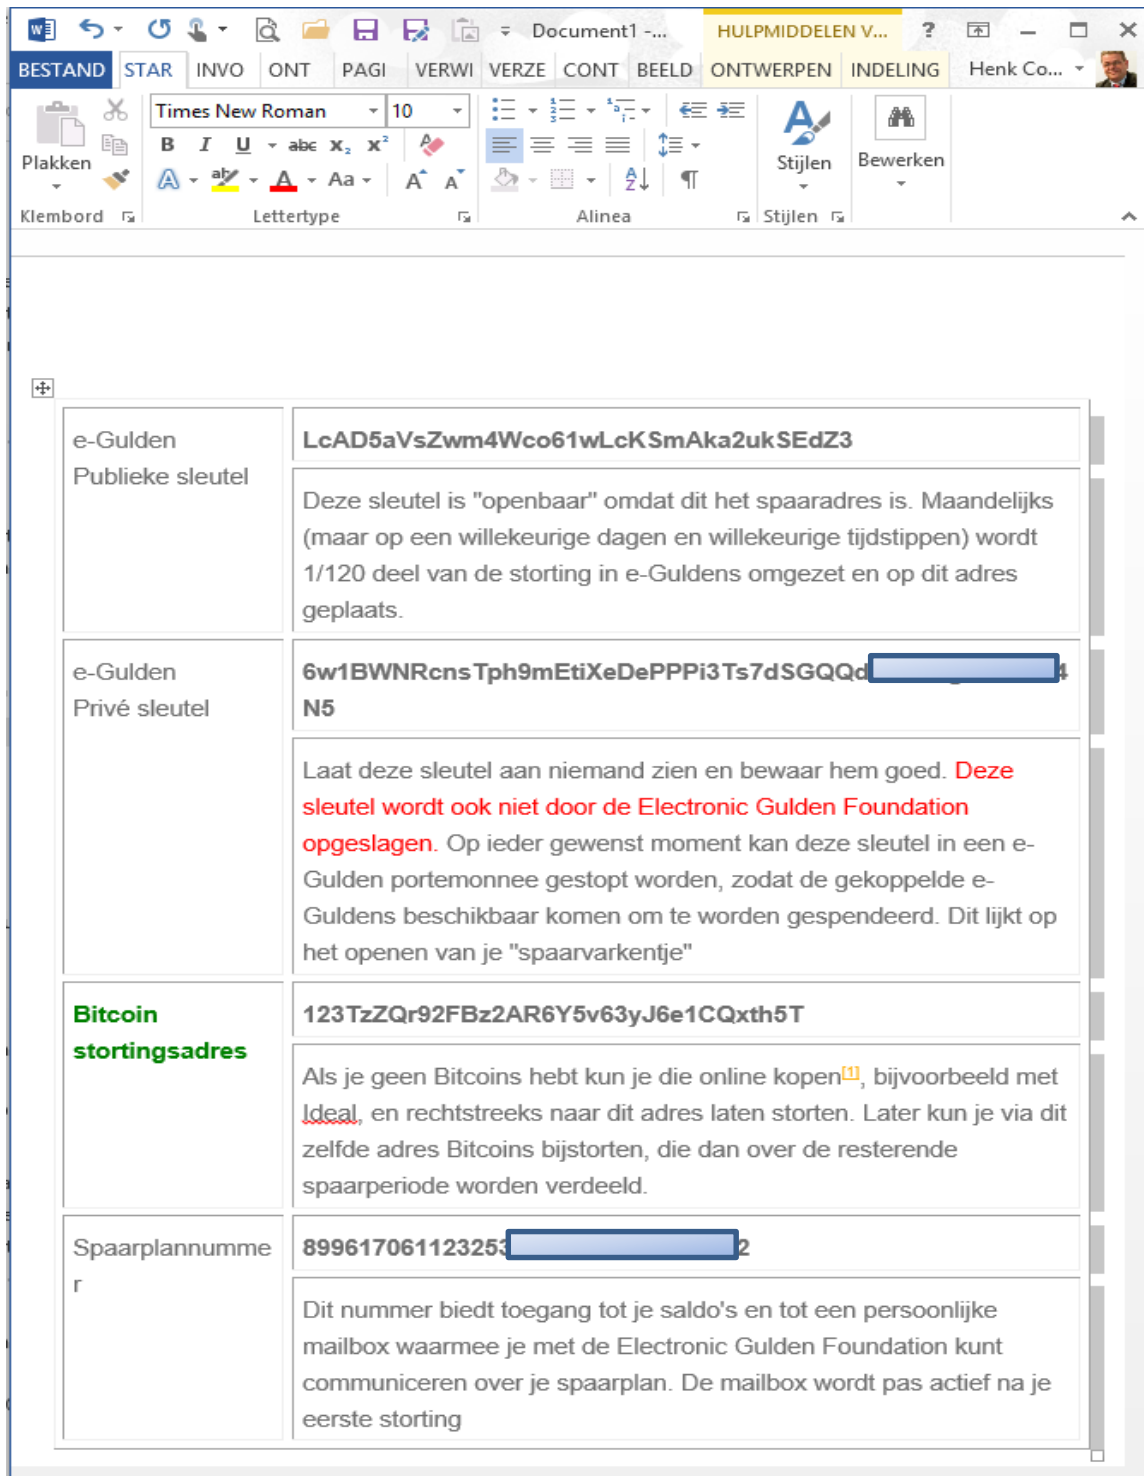 Document1 -...
HULPMIDDELEN V...
?
BESTAND STAR INVO ONT PAGI VERWI VERZE CONT BEELD ONTWERPEN INDELING Henk Co...
Times New Roman 10
Plakken
B I U abc X₂ X²
A aby A Aa A A
A
Z
¶
Stijlen
Bewerken
Klembord Lettertype Alinea Stijlen
e-Gulden
Publieke sleutel
LcAD5aVsZwm4Wco61wLcKSmAka2ukSEdZ3
Deze sleutel is "openbaar" omdat dit het spaaradres is. Maandelijks
(maar op een willekeurige dagen en willekeurige tijdstippen) wordt
1/120 deel van de storting in e-Guldens omgezet en op dit adres
geplaats.
e-Gulden
Privé sleutel
6w1BWNRcnsTph9mEtiXeDePPPi3Ts7dSGQQd 4
N5
Laat deze sleutel aan niemand zien en bewaar hem goed. Deze
sleutel wordt ook niet door de Electronic Gulden Foundation
opgeslagen. Op ieder gewenst moment kan deze sleutel in een e-
Gulden portemonnee gestopt worden, zodat de gekoppelde e-
Guldens beschikbaar komen om te worden gespendeerd. Dit lijkt op
het openen van je "spaarvarkentje"
Bitcoin
stortingsadres
123TzZQr92FBz2AR6Y5v63yJ6e1CQxth5T
Als je geen Bitcoins hebt kun je die online kopen[1], bijvoorbeeld met
Ideal, en rechtstreeks naar dit adres laten storten. Later kun je via dit
zelfde adres Bitcoins bijstorten, die dan over de resterende
spaarperiode worden verdeeld.
Spaarplannumme
r
899617061123253 2
Dit nummer biedt toegang tot je saldo's en tot een persoonlijke
mailbox waarmee je met de Electronic Gulden Foundation kunt
communiceren over je spaarplan. De mailbox wordt pas actief na je
eerste storting